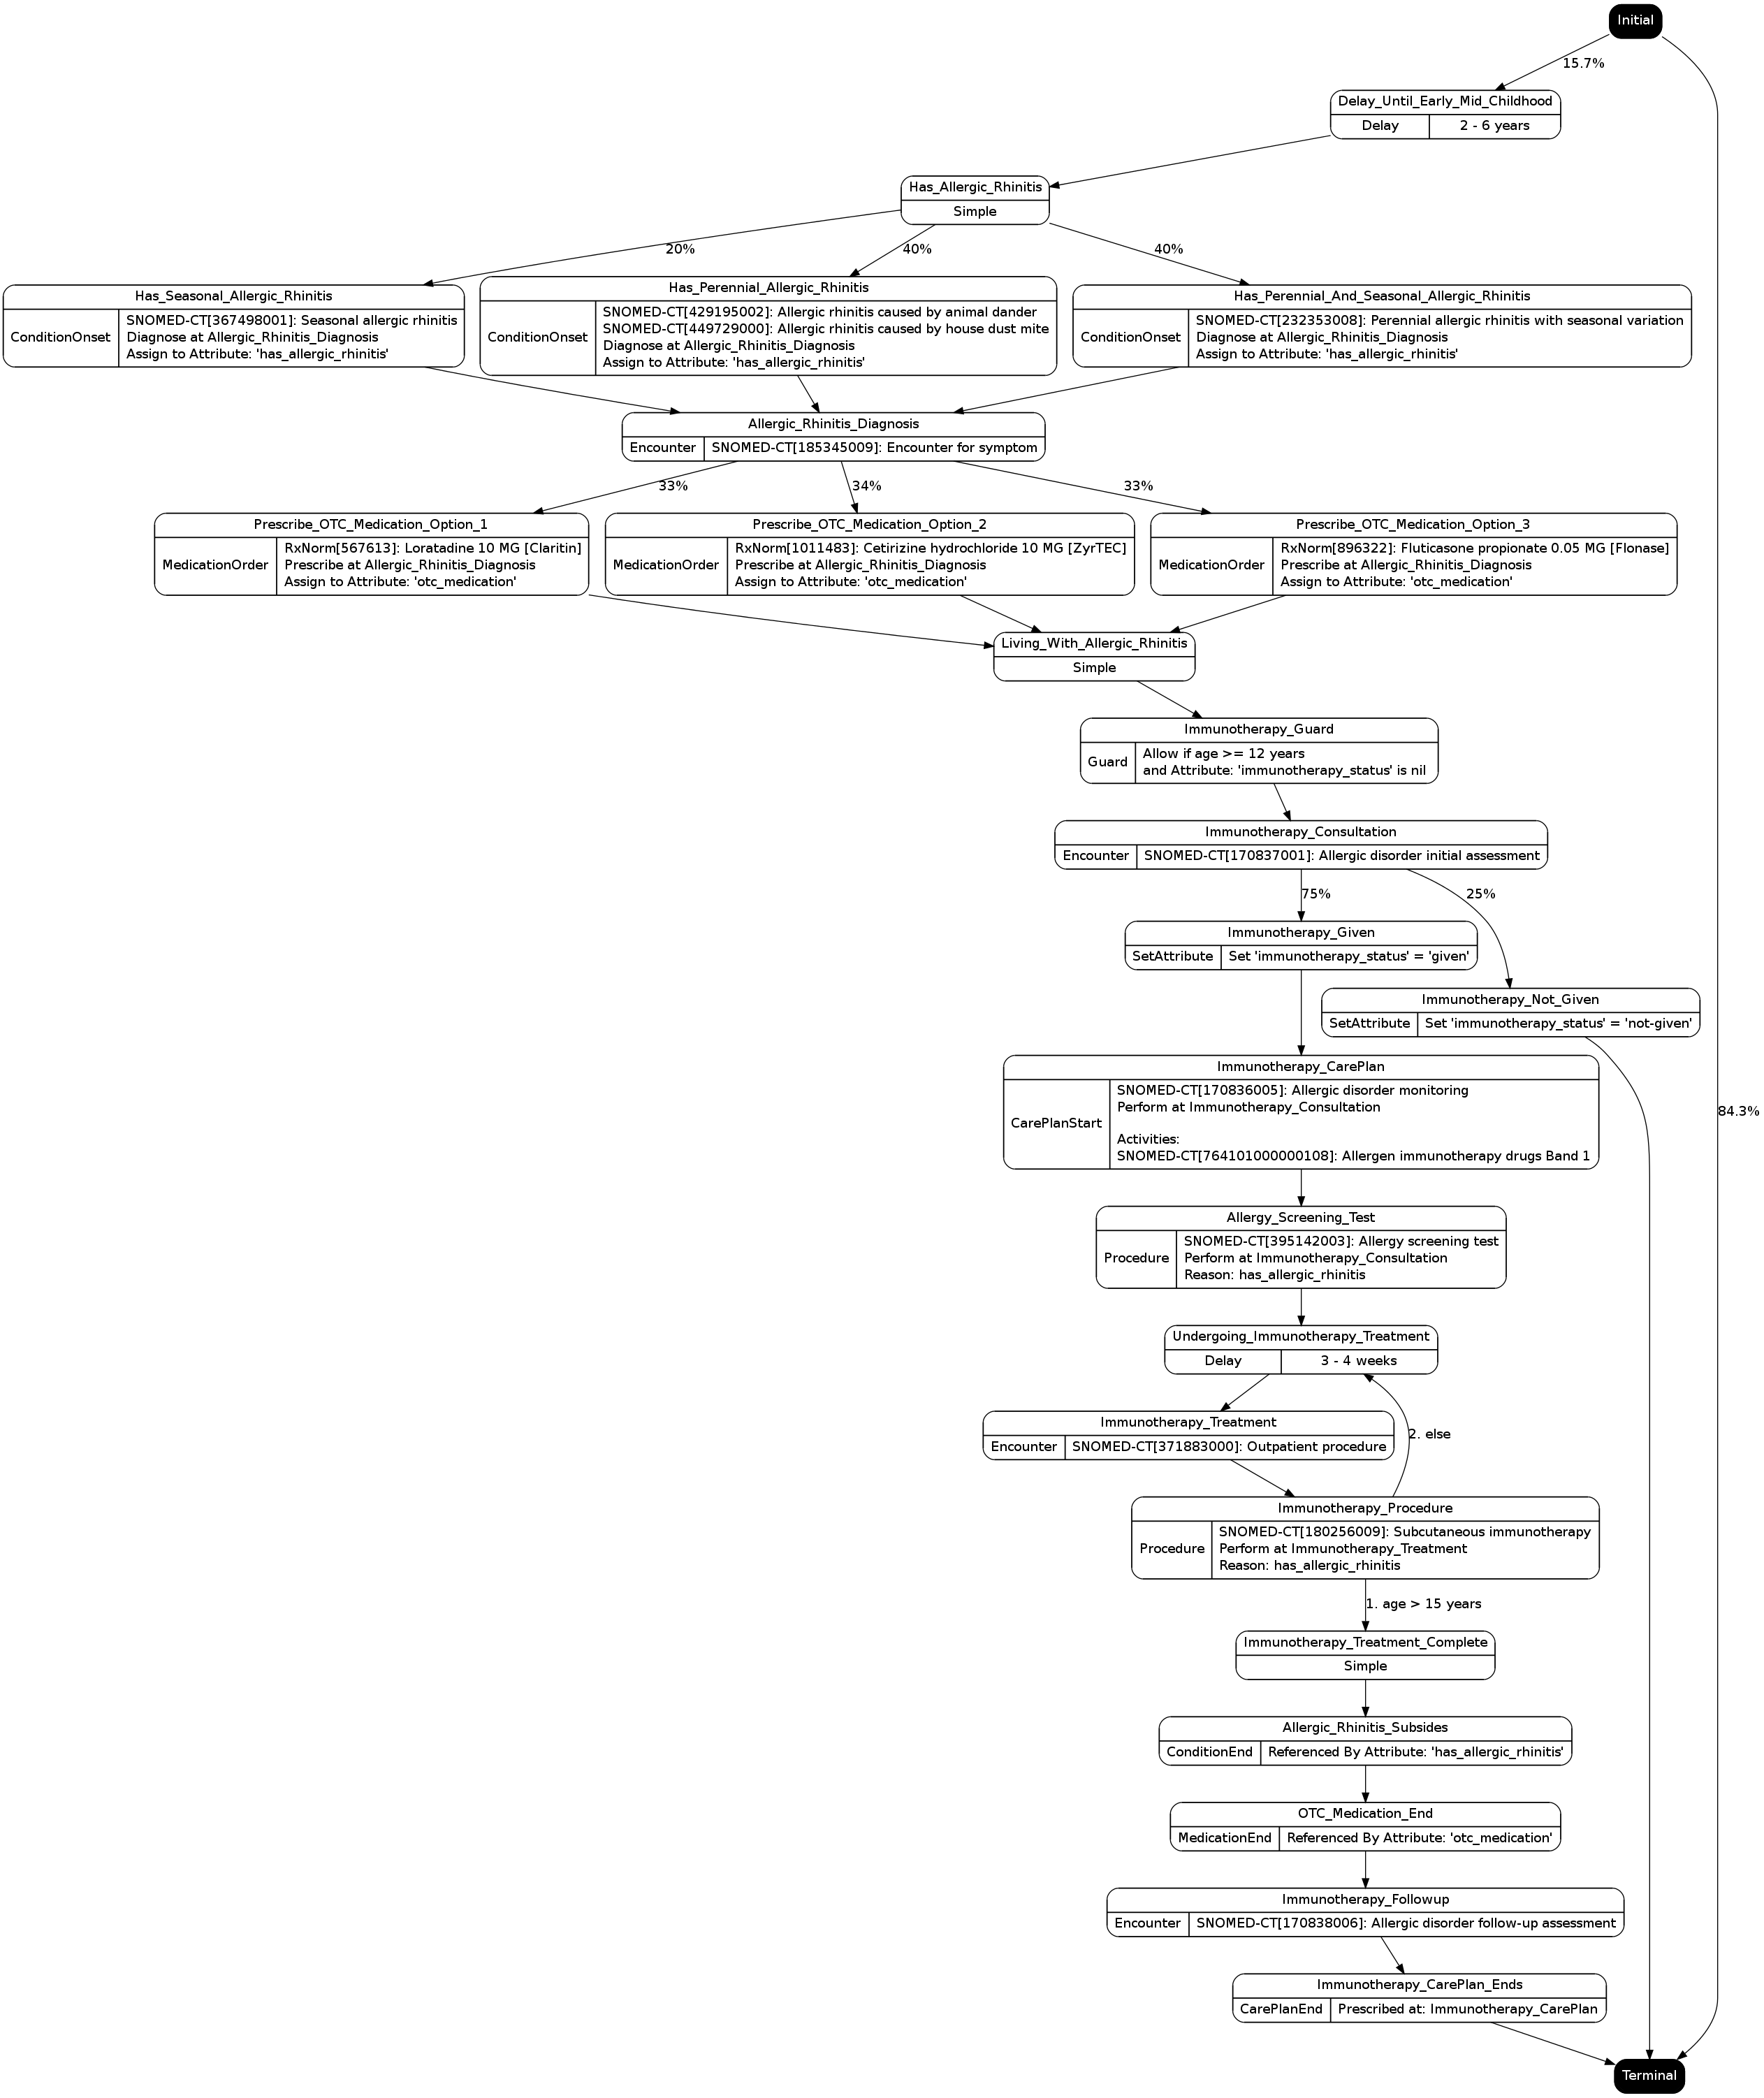 Initial
15.7%
Delay_Until_Early_Mid_Childhood
Delay
2 - 6 years
Has_Allergic_Rhinitis
Simple
20%
40%
40%
Has_Seasonal_Allergic_Rhinitis
ConditionOnset
SNOMED-CT[367498001]: Seasonal allergic rhinitis
Diagnose at Allergic_Rhinitis_Diagnosis
Assign to Attribute: 'has_allergic_rhinitis'
Has_Perennial_Allergic_Rhinitis
ConditionOnset
SNOMED-CT[429195002]: Allergic rhinitis caused by animal dander
SNOMED-CT[449729000]: Allergic rhinitis caused by house dust mite
Diagnose at Allergic_Rhinitis_Diagnosis
Assign to Attribute: 'has_allergic_rhinitis'
Has_Perennial_And_Seasonal_Allergic_Rhinitis
ConditionOnset
SNOMED-CT[232353008]: Perennial allergic rhinitis with seasonal variation
Diagnose at Allergic_Rhinitis_Diagnosis
Assign to Attribute: 'has_allergic_rhinitis'
Allergic_Rhinitis_Diagnosis
Encounter
SNOMED-CT[185345009]: Encounter for symptom
33%
34%
33%
Prescribe_OTC_Medication_Option_1
MedicationOrder
RxNorm[567613]: Loratadine 10 MG [Claritin]
Prescribe at Allergic_Rhinitis_Diagnosis
Assign to Attribute: 'otc_medication'
Prescribe_OTC_Medication_Option_2
MedicationOrder
RxNorm[1011483]: Cetirizine hydrochloride 10 MG [ZyrTEC]
Prescribe at Allergic_Rhinitis_Diagnosis
Assign to Attribute: 'otc_medication'
Prescribe_OTC_Medication_Option_3
MedicationOrder
RxNorm[896322]: Fluticasone propionate 0.05 MG [Flonase]
Prescribe at Allergic_Rhinitis_Diagnosis
Assign to Attribute: 'otc_medication'
Living_With_Allergic_Rhinitis
Simple
Immunotherapy_Guard
Guard
Allow if age >= 12 years
and Attribute: 'immunotherapy_status' is nil
Immunotherapy_Consultation
Encounter
SNOMED-CT[170837001]: Allergic disorder initial assessment
75%
25%
Immunotherapy_Given
SetAttribute
Set 'immunotherapy_status' = 'given'
Immunotherapy_Not_Given
SetAttribute
Set 'immunotherapy_status' = 'not-given'
Immunotherapy_CarePlan
CarePlanStart
SNOMED-CT[170836005]: Allergic disorder monitoring
Perform at Immunotherapy_Consultation
Activities:
SNOMED-CT[764101000000108]: Allergen immunotherapy drugs Band 1
84.3%
Allergy_Screening_Test
Procedure
SNOMED-CT[395142003]: Allergy screening test
Perform at Immunotherapy_Consultation
Reason: has_allergic_rhinitis
Undergoing_Immunotherapy_Treatment
Delay
3 - 4 weeks
Immunotherapy_Treatment
Encounter
SNOMED-CT[371883000]: Outpatient procedure
2. else
Immunotherapy_Procedure
Procedure
SNOMED-CT[180256009]: Subcutaneous immunotherapy
Perform at Immunotherapy_Treatment
Reason: has_allergic_rhinitis
1. age > 15 years
Immunotherapy_Treatment_Complete
Simple
Allergic_Rhinitis_Subsides
ConditionEnd
Referenced By Attribute: 'has_allergic_rhinitis'
OTC_Medication_End
MedicationEnd
Referenced By Attribute: 'otc_medication'
Immunotherapy_Followup
Encounter
SNOMED-CT[170838006]: Allergic disorder follow-up assessment
Immunotherapy_CarePlan_Ends
CarePlanEnd
Prescribed at: Immunotherapy_CarePlan
Terminal